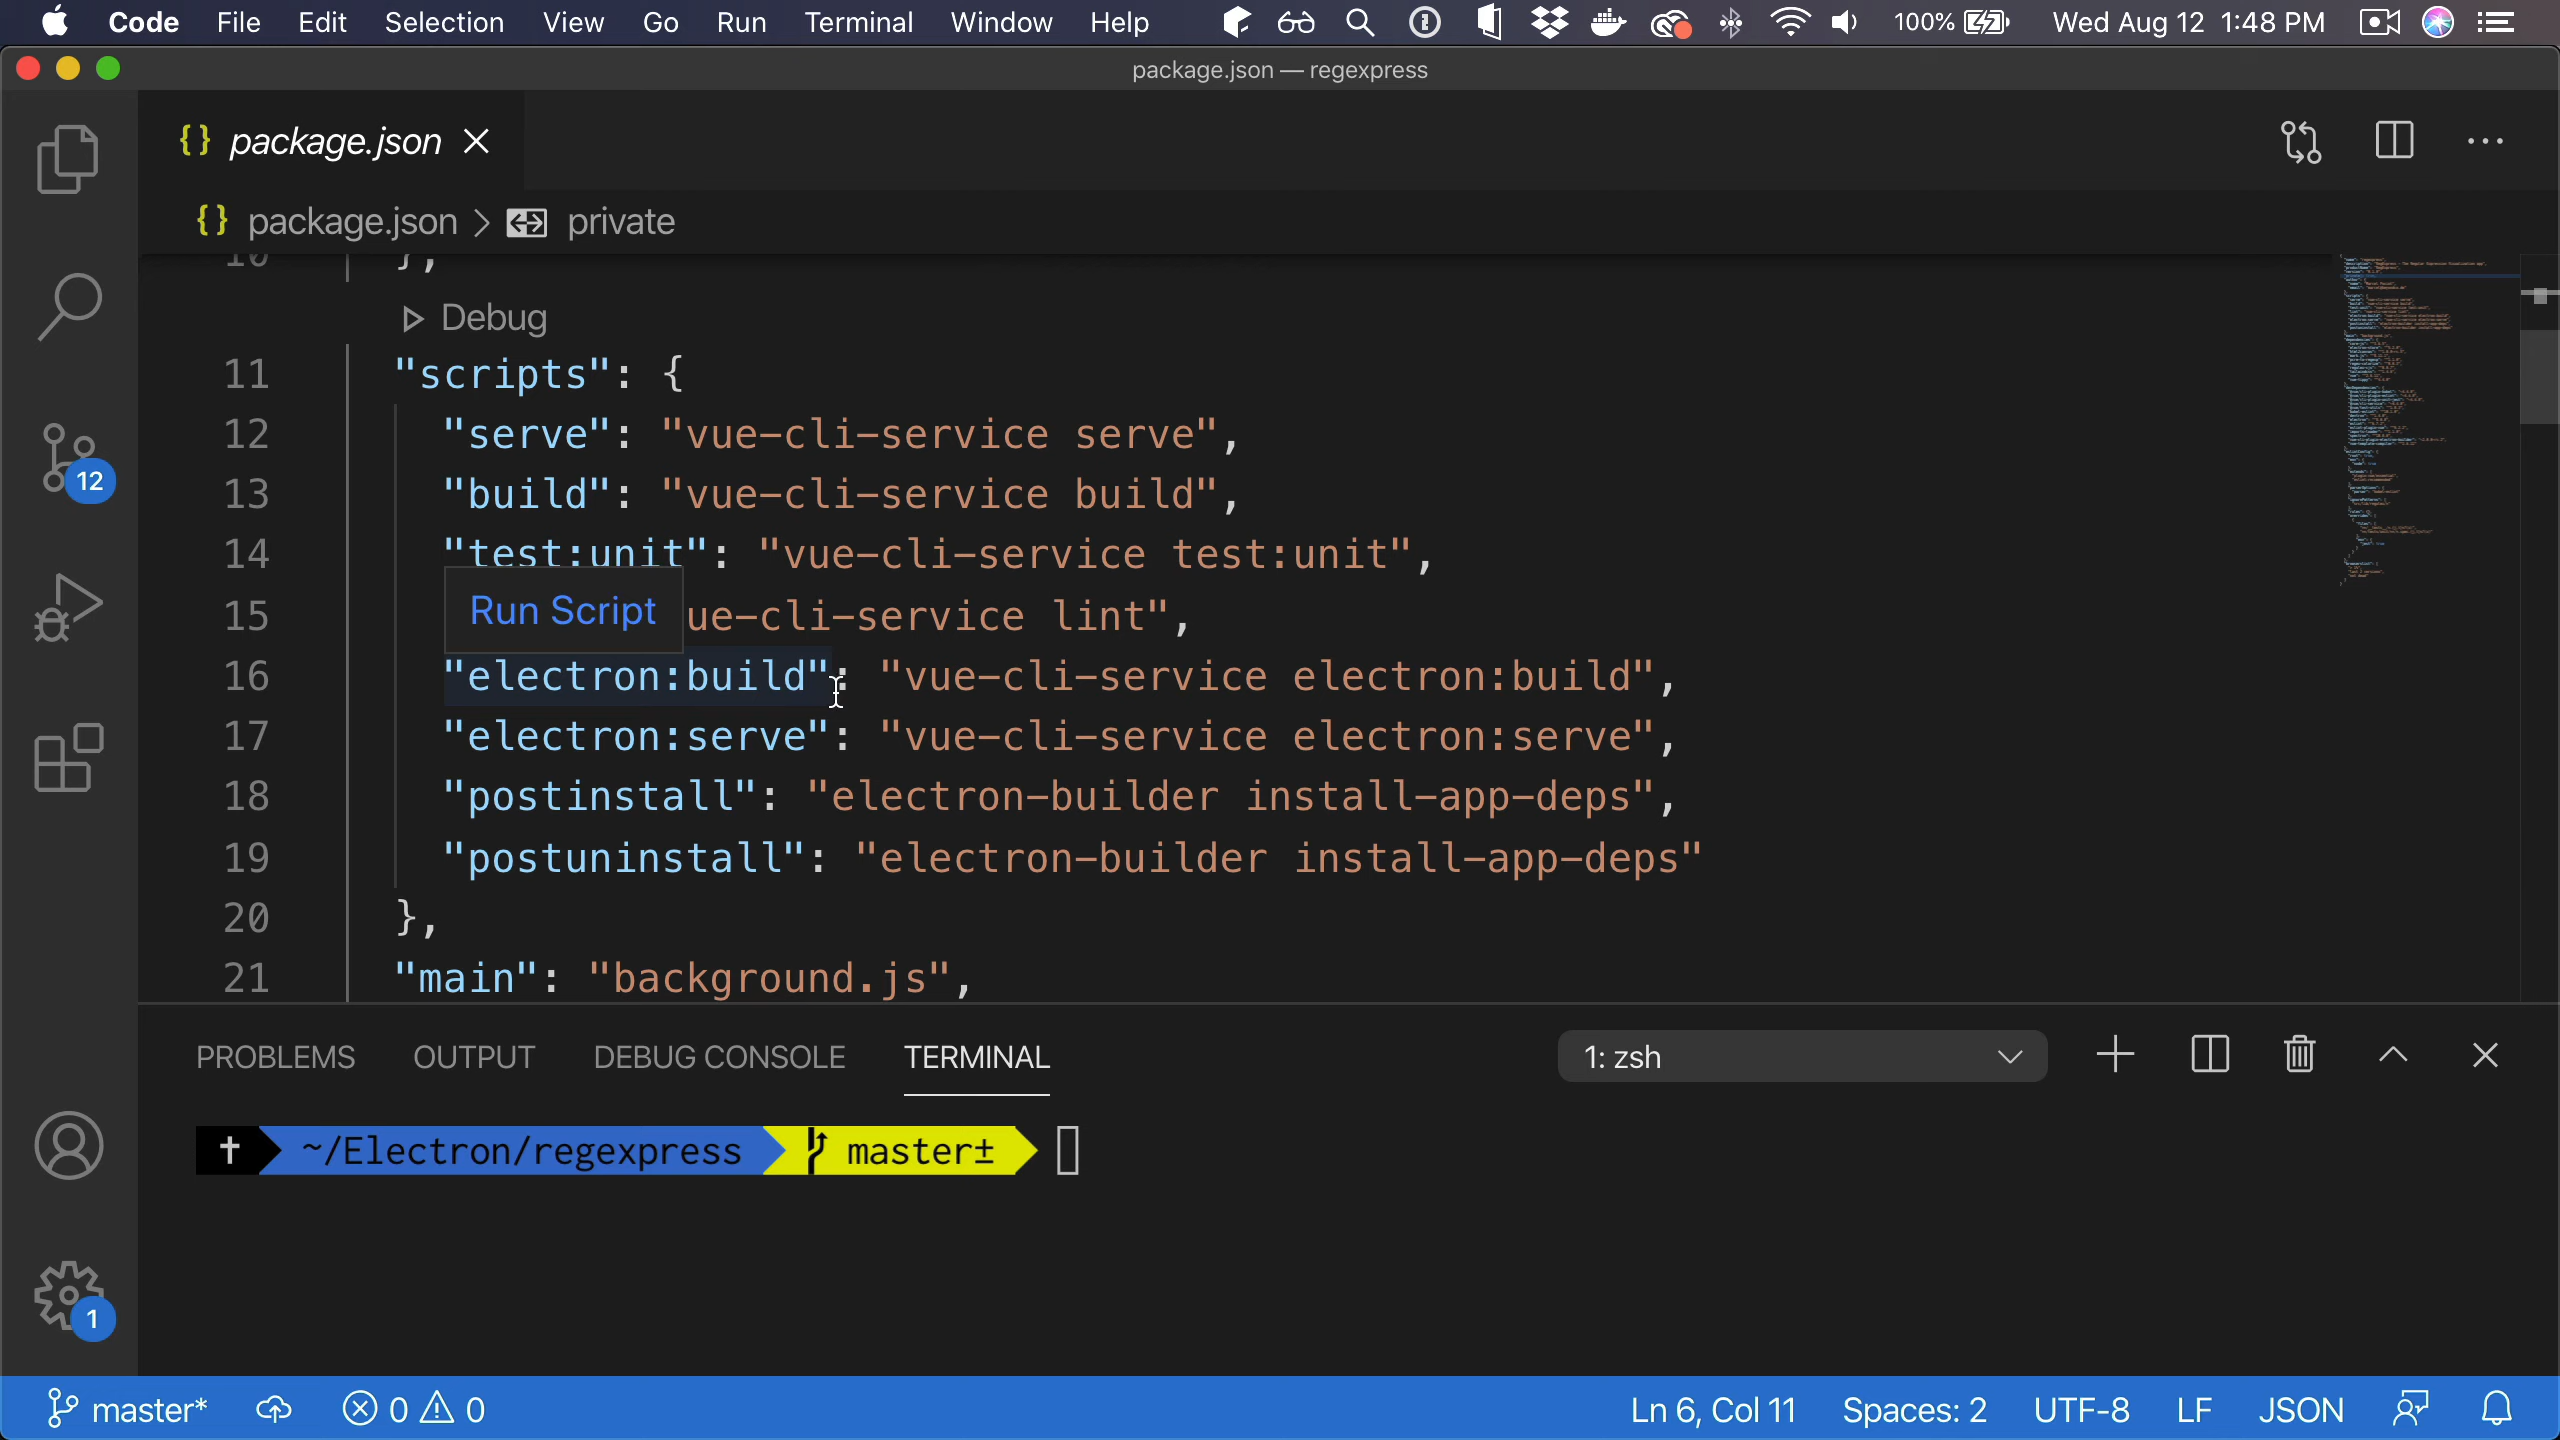 Code File Edit Selection View Go Run Terminal Window Help 100% Wed Aug 12 1:48 PM
package.json — regexpress
{} package.json
{} package.json > private
10 },
Debug
11 "scripts": {
12 "serve": "vue-cli-service serve",
13 "build": "vue-cli-service build",
14 "test:unit": "vue-cli-service test:unit",
Run Script
15 ue-cli-service lint",
16 "electron:build": "vue-cli-service electron:build",
17 "electron:serve": "vue-cli-service electron:serve",
18 "postinstall": "electron-builder install-app-deps",
19 "postuninstall": "electron-builder install-app-deps"
20 },
21 "main": "background.js",
12
1
PROBLEMS OUTPUT DEBUG CONSOLE TERMINAL 1: zsh
~/Electron/regexpress master±
master* 0 0 Ln 6, Col 11 Spaces: 2 UTF-8 LF JSON